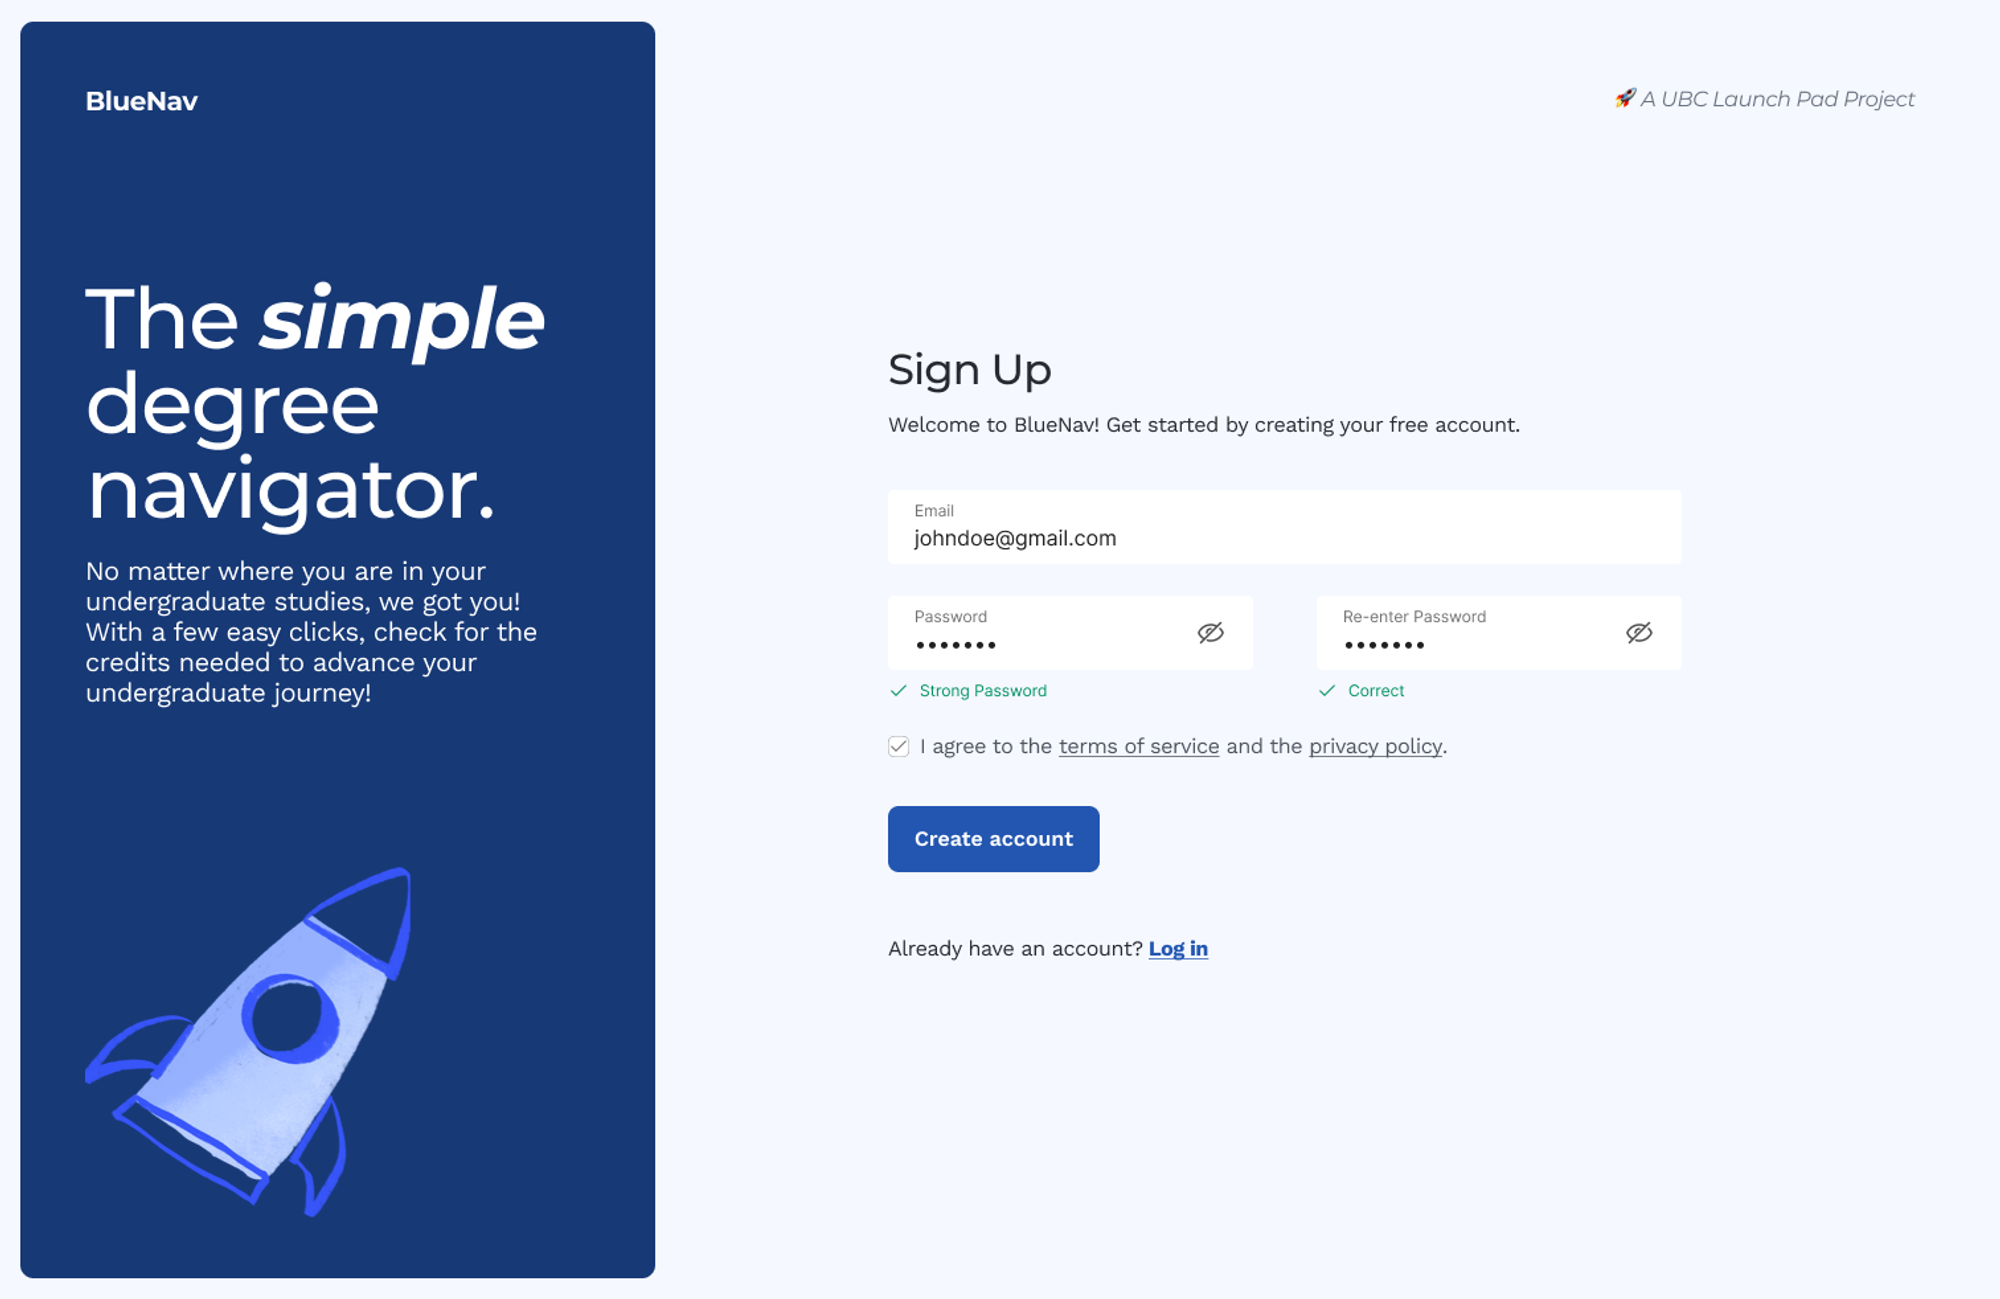 BlueNav
🚀 A UBC Launch Pad Project
The simple
degree
navigator.
No matter where you are in your
undergraduate studies, we got you!
With a few easy clicks, check for the
credits needed to advance your
undergraduate journey!
Sign Up
Welcome to BlueNav! Get started by creating your free account.
Email
johndoe@gmail.com
Password
•••••••
Re-enter Password
•••••••
Strong Password
Correct
I agree to the terms of service and the privacy policy.
Create account
Already have an account? Log in